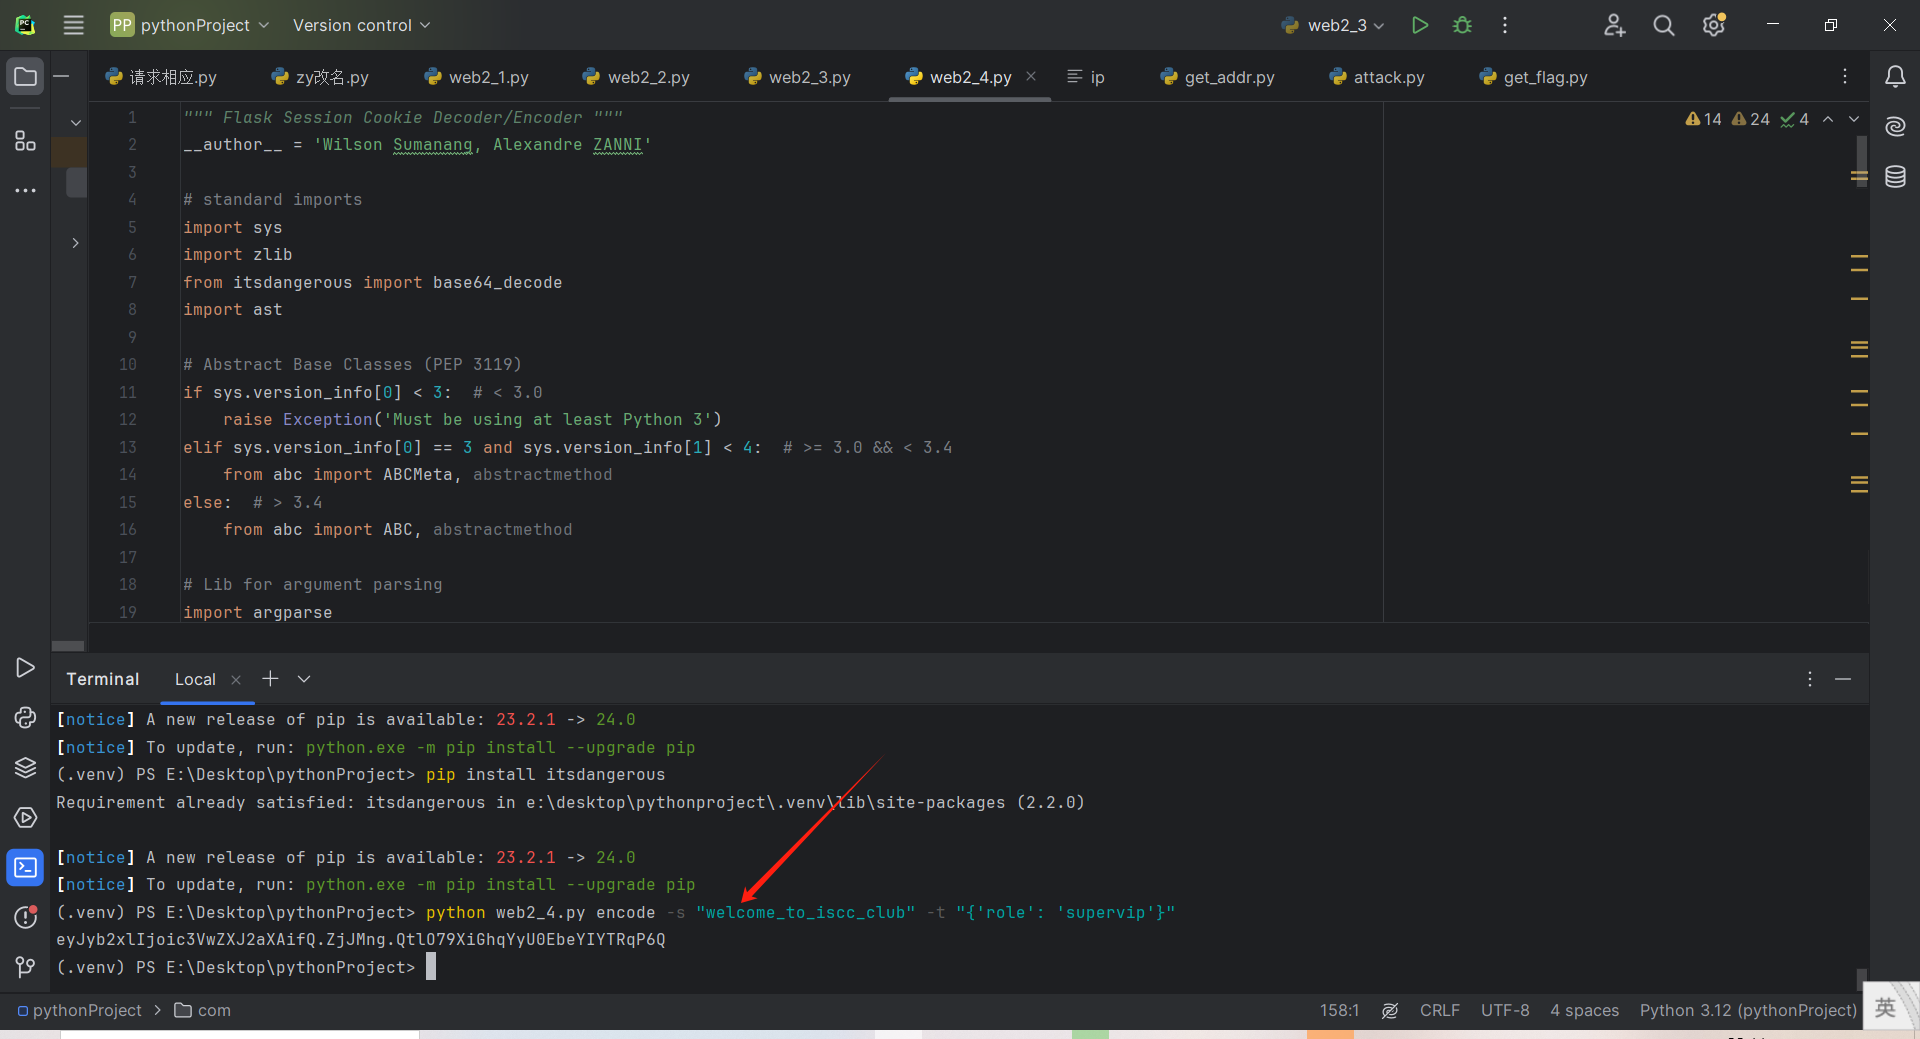 PP pythonProject Version control web2_3
请求相应.py zy改名.py web2_1.py web2_2.py web2_3.py web2_4.py ip get_addr.py attack.py get_flag.py
14 24 4
1 """ Flask Session Cookie Decoder/Encoder """
2 __author__ = 'Wilson Sumanang, Alexandre ZANNI'
3
4 # standard imports
5 import sys
6 import zlib
7 from itsdangerous import base64_decode
8 import ast
9
10 # Abstract Base Classes (PEP 3119)
11 if sys.version_info[0] < 3:  # < 3.0
12     raise Exception('Must be using at least Python 3')
13 elif sys.version_info[0] == 3 and sys.version_info[1] < 4:  # >= 3.0 && < 3.4
14     from abc import ABCMeta, abstractmethod
15 else:  # > 3.4
16     from abc import ABC, abstractmethod
17
18 # Lib for argument parsing
19 import argparse
Terminal Local
[notice] A new release of pip is available: 23.2.1 -> 24.0
[notice] To update, run: python.exe -m pip install --upgrade pip
(.venv) PS E:\Desktop\pythonProject> pip install itsdangerous
Requirement already satisfied: itsdangerous in e:\desktop\pythonproject\.venv\lib\site-packages (2.2.0)
[notice] A new release of pip is available: 23.2.1 -> 24.0
[notice] To update, run: python.exe -m pip install --upgrade pip
(.venv) PS E:\Desktop\pythonProject> python web2_4.py encode -s "welcome_to_iscc_club" -t "{'role': 'supervip'}"
eyJyb2xlIjoic3VwZXJ2aXAifQ.ZjJMng.QtlO79XiGhqYyU0EbeYIYTRqP6Q
(.venv) PS E:\Desktop\pythonProject>
pythonProject > com 158:1 CRLF UTF-8 4 spaces Python 3.12 (pythonProject) 英